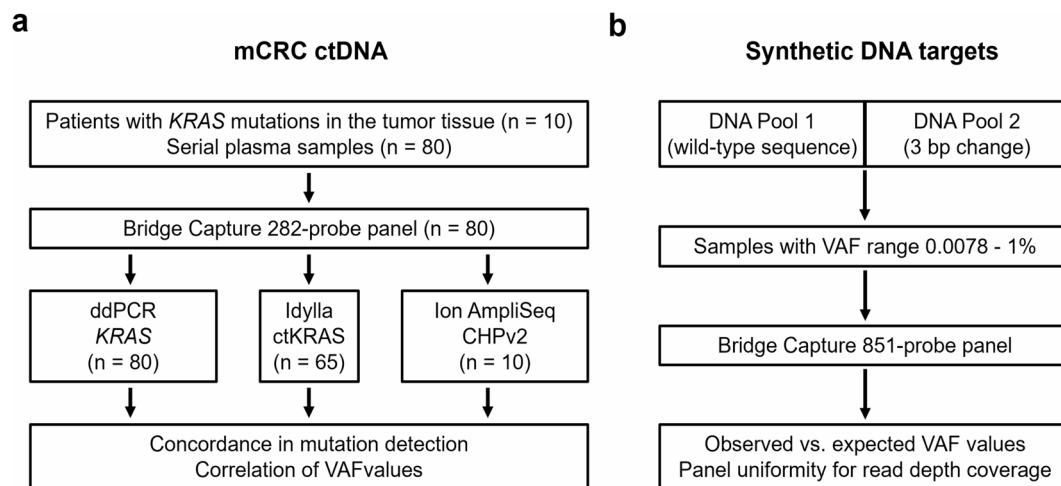 a
mCRC ctDNA
Patients with KRAS mutations in the tumor tissue (n = 10)
Serial plasma samples (n = 80)
Bridge Capture 282-probe panel (n = 80)
ddPCR
KRAS
(n = 80)
Idylla
ctKRAS
(n = 65)
Ion AmpliSeq
CHPv2
(n = 10)
Concordance in mutation detection
Correlation of VAFvalues
b
Synthetic DNA targets
DNA Pool 1
(wild-type sequence)
DNA Pool 2
(3 bp change)
Samples with VAF range 0.0078 - 1%
Bridge Capture 851-probe panel
Observed vs. expected VAF values
Panel uniformity for read depth coverage